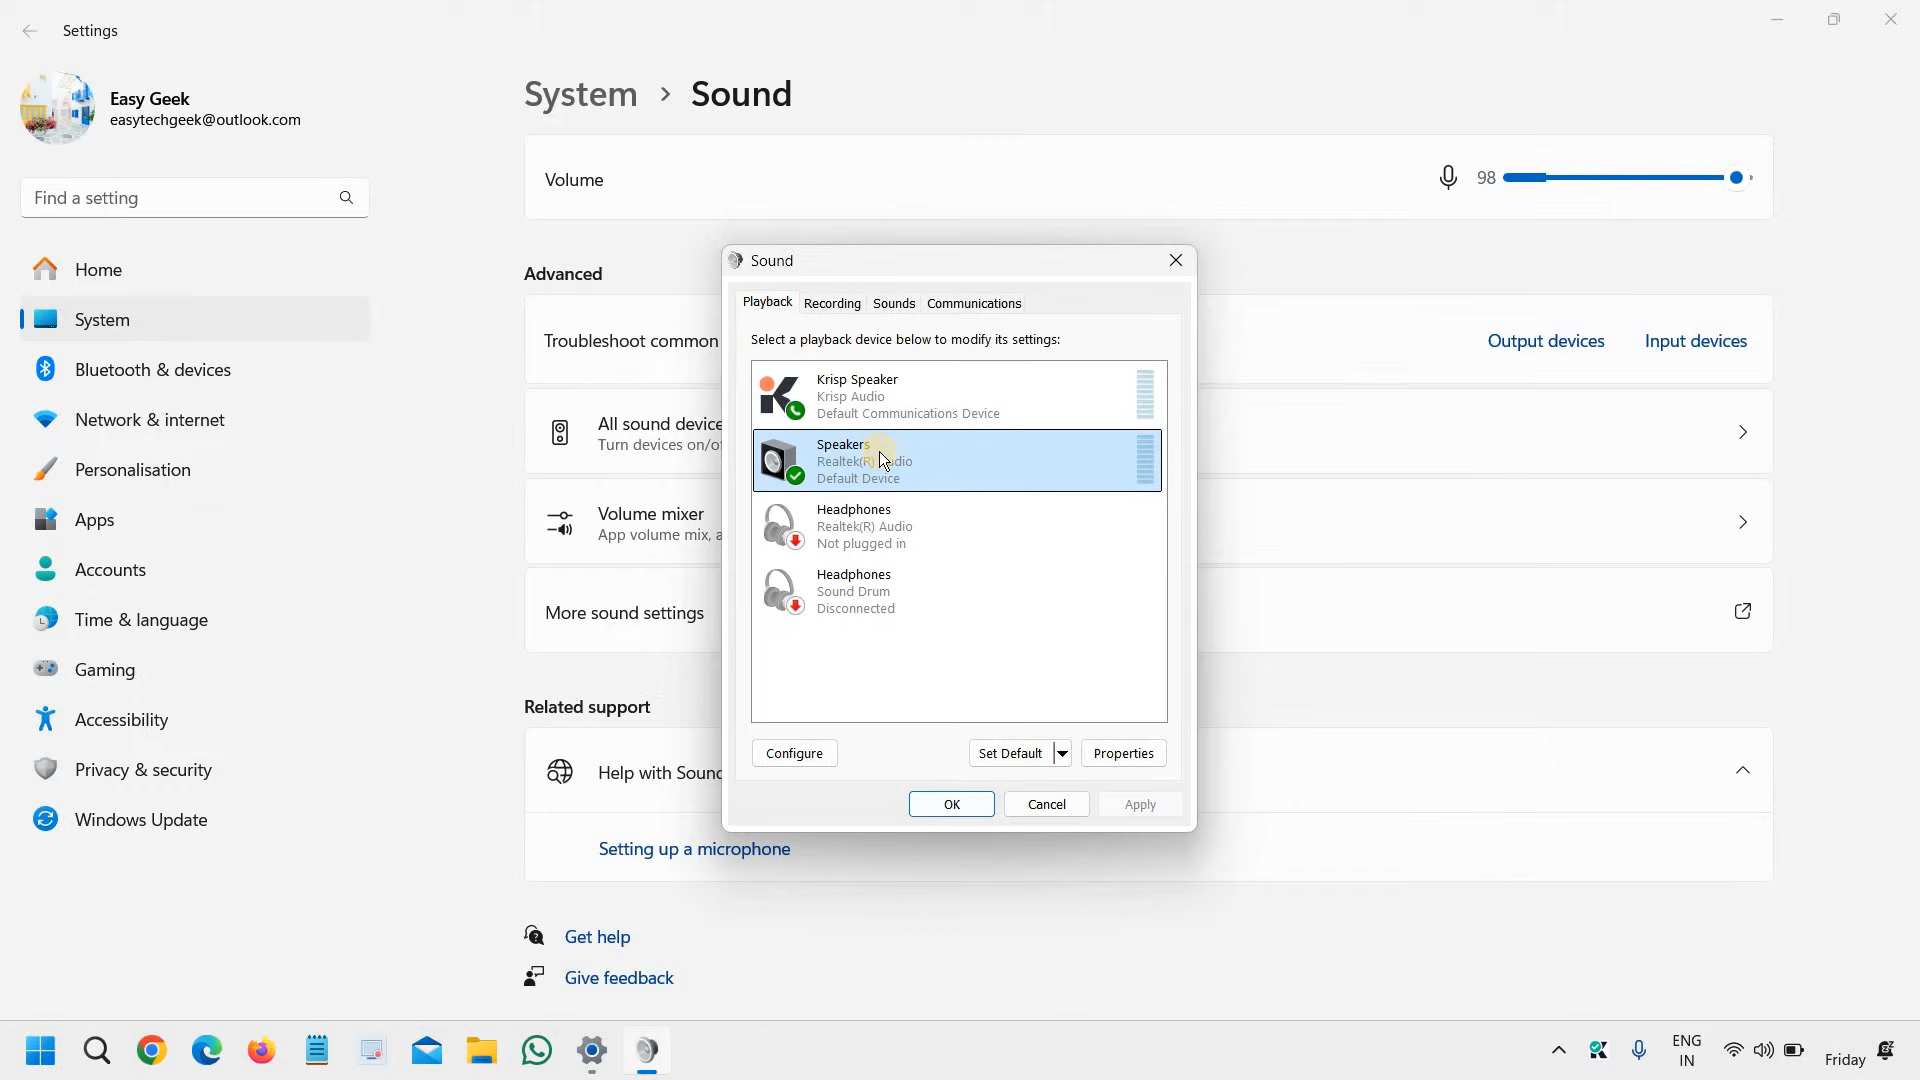 Settings
Easy Geek
easytechgeek@outlook.com
Find a setting
Home
System
Bluetooth & devices
Network & internet
Personalisation
Apps
Accounts
Time & language
Gaming
Accessibility
Privacy & security
Windows Update
System > Sound
Volume
98
Advanced
Troubleshoot common
Output devices
Input devices
All sound device
Turn devices on/o
Volume mixer
App volume mix, a
More sound settings
Related support
Help with Sound
Setting up a microphone
Get help
Give feedback
Sound
Playback
Recording
Sounds
Communications
Select a playback device below to modify its settings:
Krisp Speaker
Krisp Audio
Default Communications Device
Speakers
Realtek(R) Audio
Default Device
Headphones
Realtek(R) Audio
Not plugged in
Headphones
Sound Drum
Disconnected
Configure
Set Default
Properties
OK
Cancel
Apply
ENG
IN
Friday